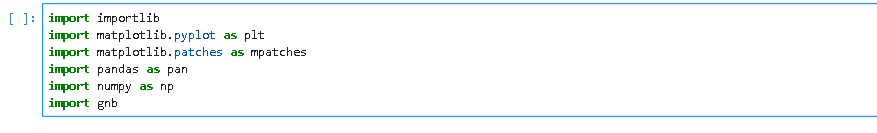 [ ]: import importlib
import matplotlib.pyplot as plt
import matplotlib.patches as mpatches
import pandas as pan
import numpy as np
import gnb